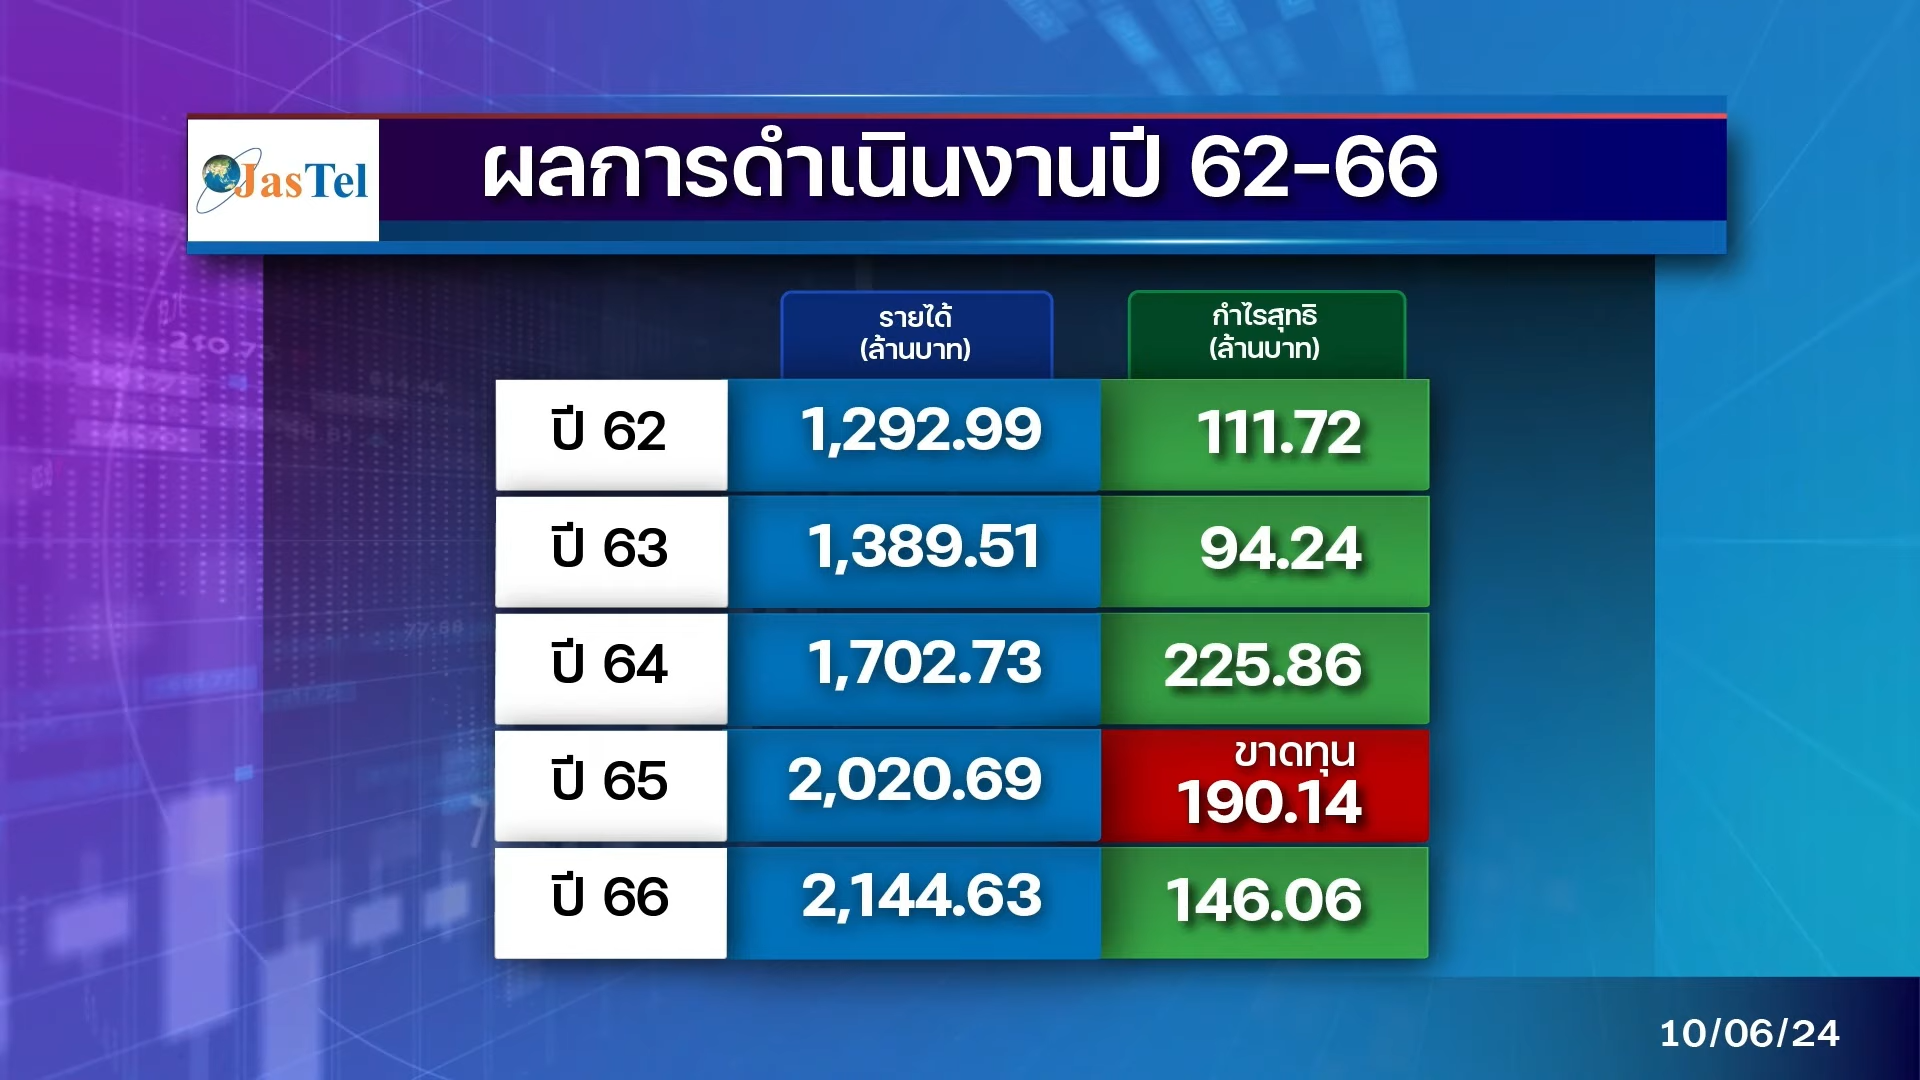 JasTel
ผลการดำเนินงานปี 62-66
รายได้
(ล้านบาท)
กำไรสุทธิ
(ล้านบาท)
ปี 62 1,292.99 111.72
ปี 63 1,389.51 94.24
ปี 64 1,702.73 225.86
ปี 65 2,020.69 ขาดทุน
190.14
ปี 66 2,144.63 146.06
10/06/24